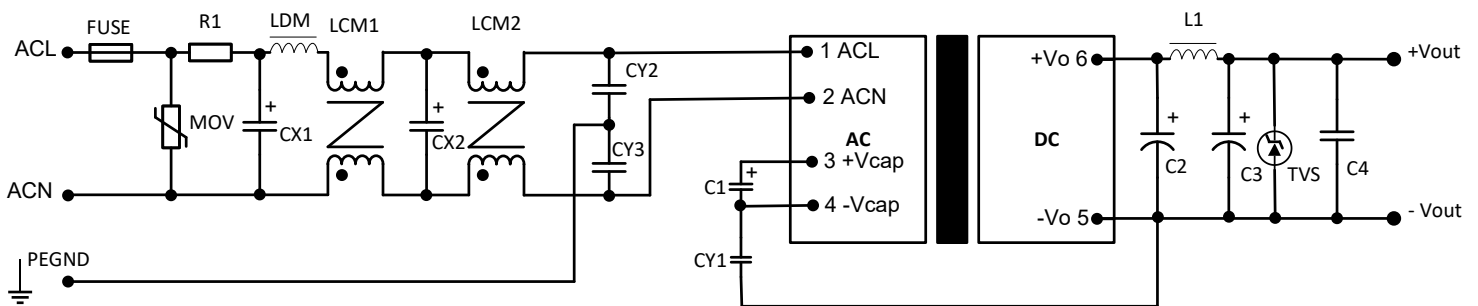 FUSE
R1
LDM
LCM1
LCM2
L1
ACL
1 ACL
+Vo 6
+Vout
CY2
2 ACN
MOV
+
CX1
+
CX2
AC
DC
+
C2
+
C3
TVS
C4
CY3
3 +Vcap
C1
+
ACN
4 -Vcap
-Vo 5
- Vout
PEGND
CY1